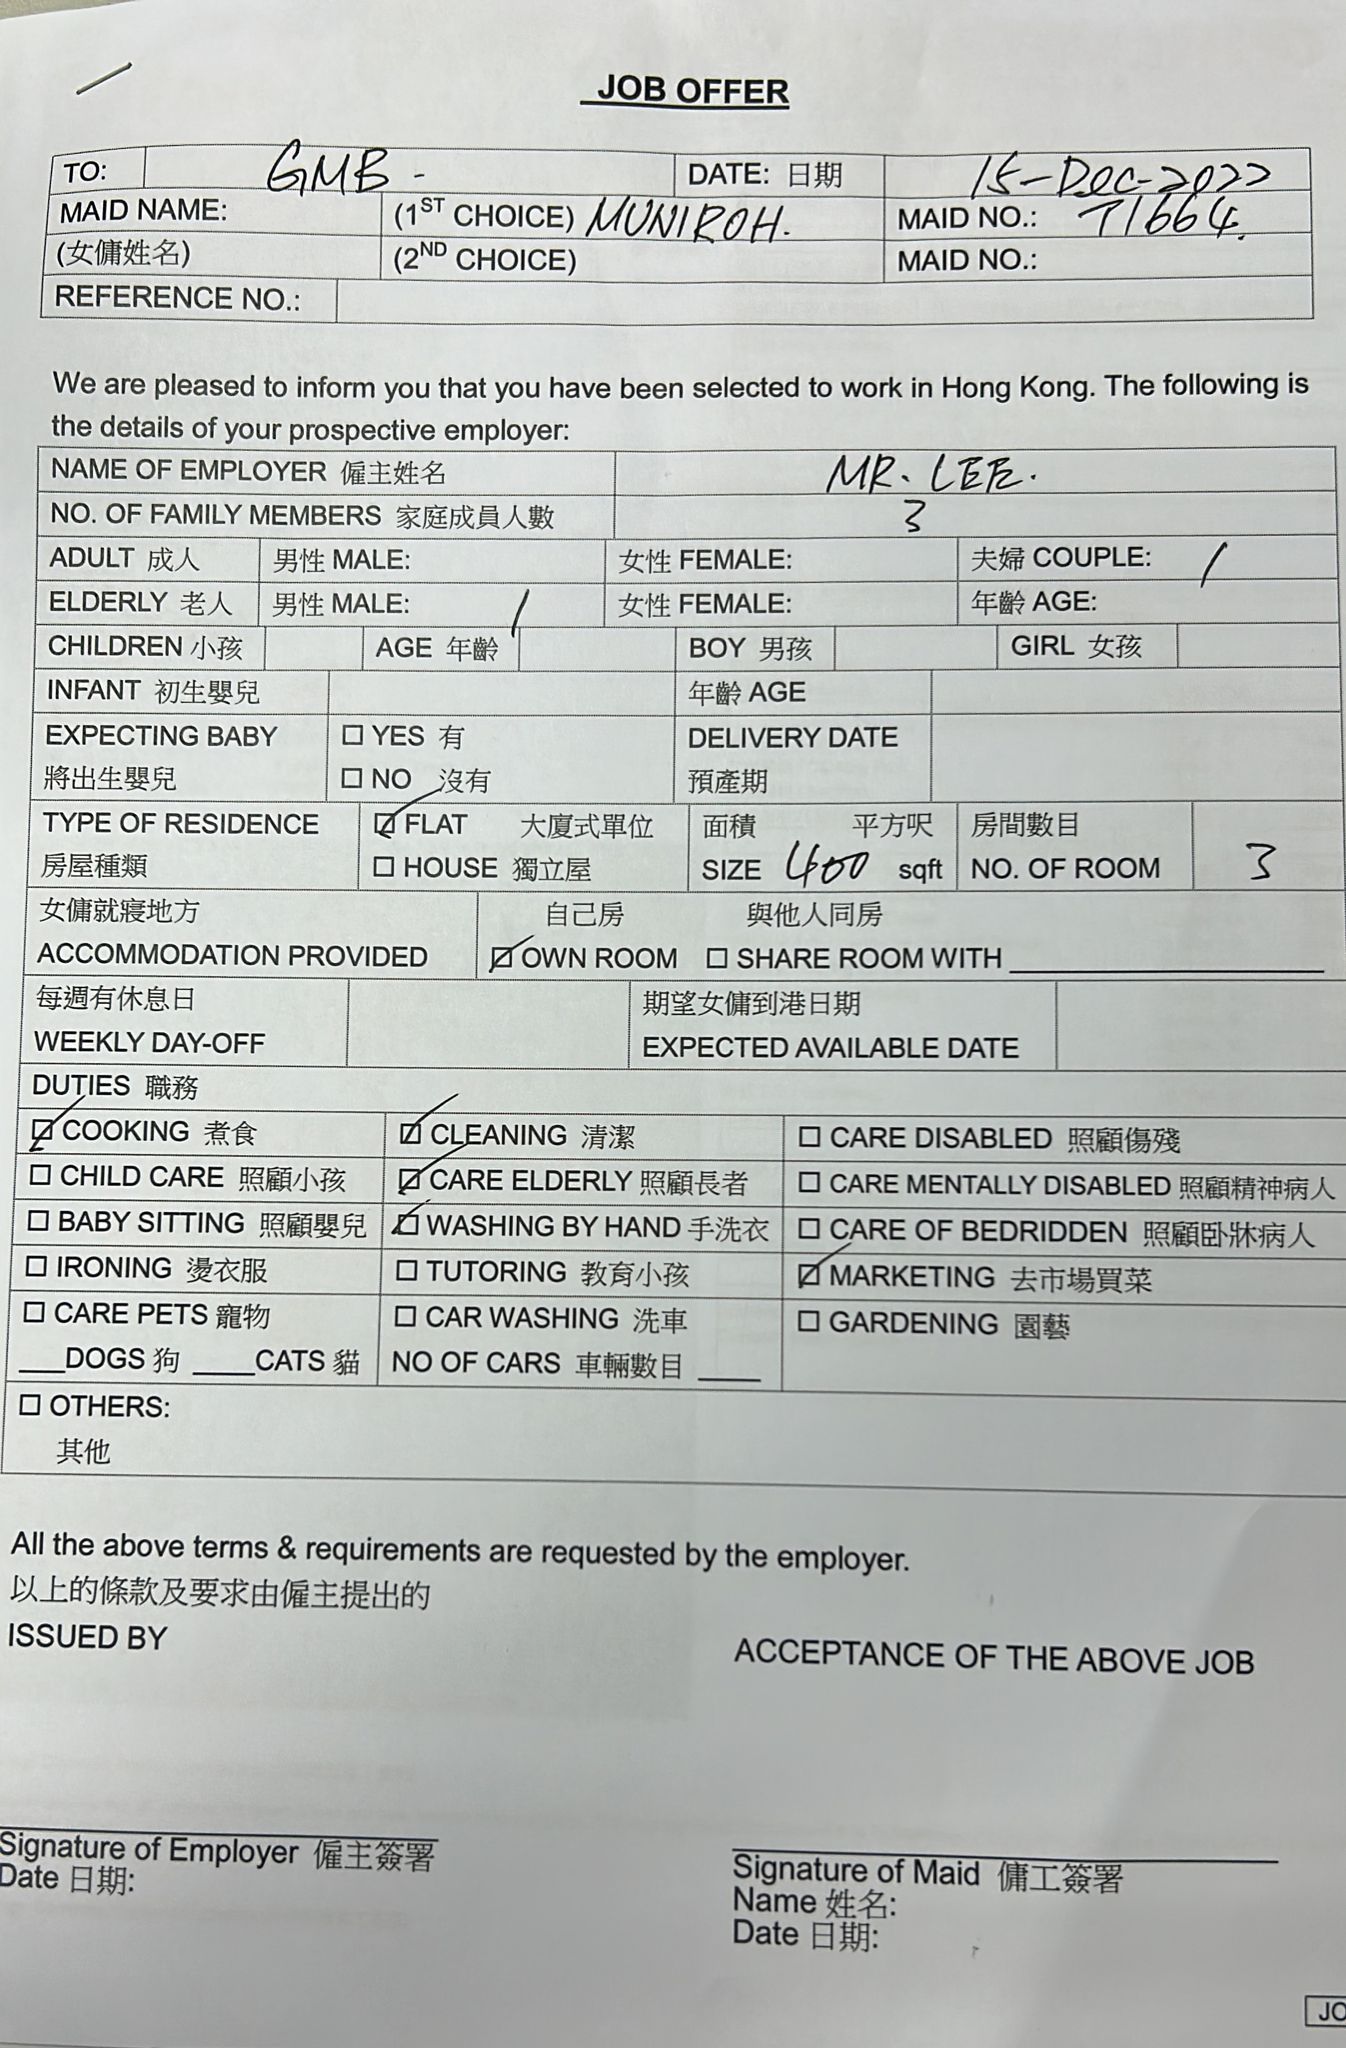 JOB OFFER
TO: GMB - DATE: 日期 15-Dec-2022
MAID NAME: (1ST CHOICE) MUNIROH. MAID NO.: T1664.
(女傭姓名) (2ND CHOICE) MAID NO.:
REFERENCE NO.:
We are pleased to inform you that you have been selected to work in Hong Kong. The following is
the details of your prospective employer:
NAME OF EMPLOYER 僱主姓名 MR. LEE.
NO. OF FAMILY MEMBERS 家庭成員人數 3
ADULT 成人 男性 MALE: 女性 FEMALE: 夫婦 COUPLE: /
ELDERLY 老人 男性 MALE: / 女性 FEMALE: 年齡 AGE:
CHILDREN 小孩 AGE 年齡 BOY 男孩 GIRL 女孩
INFANT 初生嬰兒 年齡 AGE
EXPECTING BABY ☐ YES 有 DELIVERY DATE
將出生嬰兒 ☐ NO 沒有 預產期
TYPE OF RESIDENCE ☑ FLAT 大廈式單位 面積 平方呎 房間數目
房屋種類 ☐ HOUSE 獨立屋 SIZE 400 sqft NO. OF ROOM 3
女傭就寢地方 自己房 與他人同房
ACCOMMODATION PROVIDED ☑ OWN ROOM ☐ SHARE ROOM WITH
每週有休息日 期望女傭到港日期
WEEKLY DAY-OFF EXPECTED AVAILABLE DATE
DUTIES 職務
☑ COOKING 煮食 ☑ CLEANING 清潔 ☐ CARE DISABLED 照顧傷殘
☐ CHILD CARE 照顧小孩 ☑ CARE ELDERLY 照顧長者 ☐ CARE MENTALLY DISABLED 照顧精神病人
☐ BABY SITTING 照顧嬰兒 ☑ WASHING BY HAND 手洗衣 ☐ CARE OF BEDRIDDEN 照顧卧牀病人
☐ IRONING 燙衣服 ☐ TUTORING 教育小孩 ☑ MARKETING 去市場買菜
☐ CARE PETS 寵物 ☐ CAR WASHING 洗車 ☐ GARDENING 園藝
___DOGS 狗 ____CATS 貓 NO OF CARS 車輛數目 ____
☐ OTHERS:
其他
All the above terms & requirements are requested by the employer.
以上的條款及要求由僱主提出的
ISSUED BY
ACCEPTANCE OF THE ABOVE JOB
Signature of Employer 僱主簽署
Date 日期:
Signature of Maid 傭工簽署
Name 姓名:
Date 日期:
JO